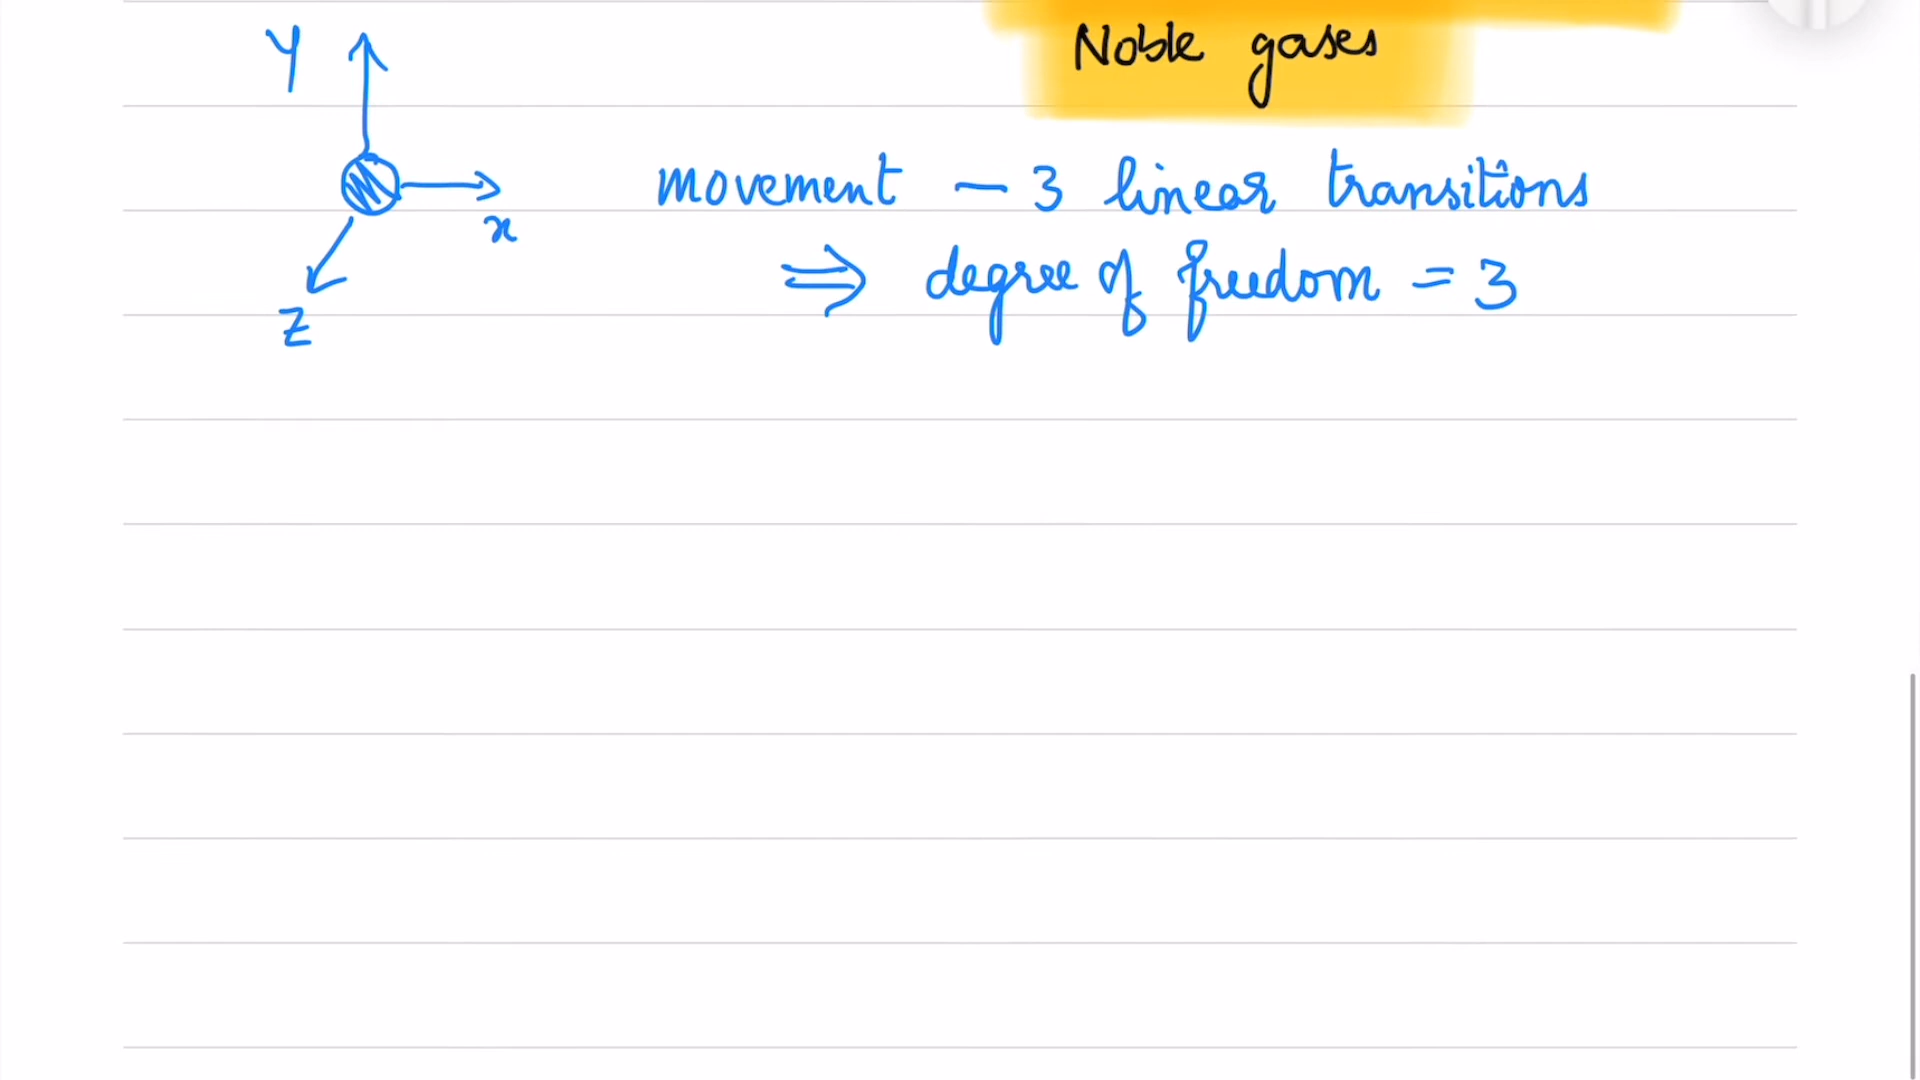 Noble gases
Y
movement - 3 linear transitions
x
⇒ degree of freedom = 3
Z